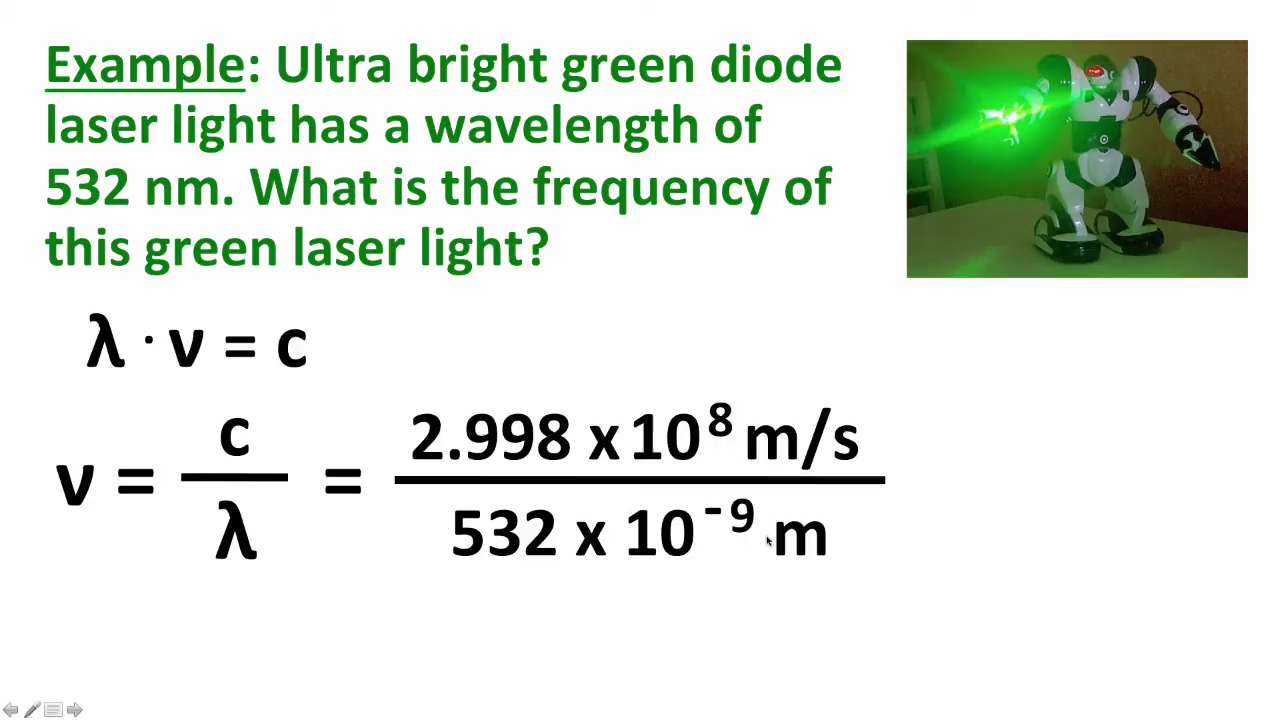 Example: Ultra bright green diode
laser light has a wavelength of
532 nm. What is the frequency of
this green laser light?
λ · ν = c
ν = c / λ = 2.998 x 10⁸ m/s / 532 x 10⁻⁹ m